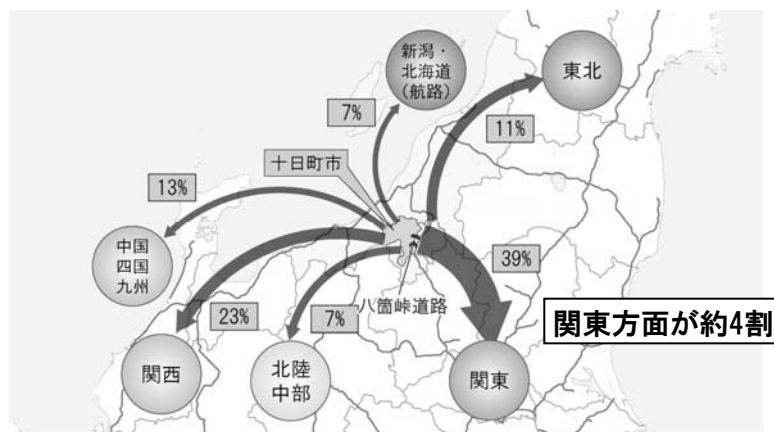 新潟・
北海道
(航路)
東北
7%
11%
十日町市
13%
中国
四国
九州
39%
八箇峠道路
23%
7%
関東方面が約4割
関西
北陸
中部
関東